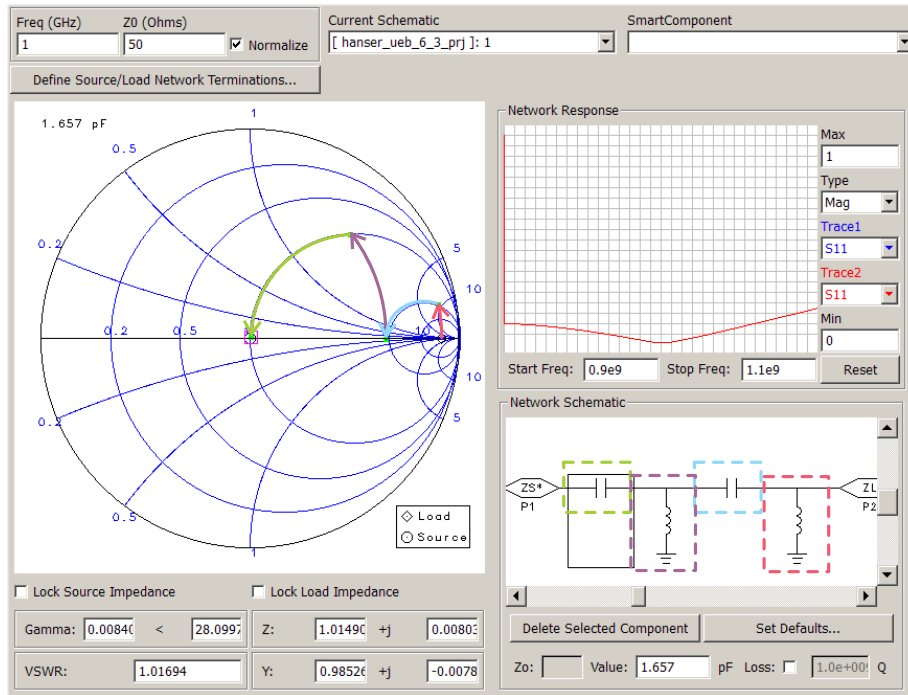 Freq (GHz) Z0 (Ohms)
1 50 Normalize
Current Schematic
[ hanser_ueb_6_3_prj ]: 1
SmartComponent
Define Source/Load Network Terminations...
1.657 pF
1
0.5
0.2
5
10
0.2 0.5 10
10
5
0.2
0.5
1
Load
Source
Network Response
Max
1
Type
Mag
Trace1
S11
Trace2
S11
Min
0
Start Freq: 0.9e9 Stop Freq: 1.1e9 Reset
Network Schematic
ZS* ZL
P1 P2
Delete Selected Component Set Defaults...
Zo: Value: 1.657 pF Loss: 1.0e+009 Q
Lock Source Impedance Lock Load Impedance
Gamma: 0.00840 < 28.0997 Z: 1.01490 +j 0.00803
VSWR: 1.01694 Y: 0.98526 +j -0.0078